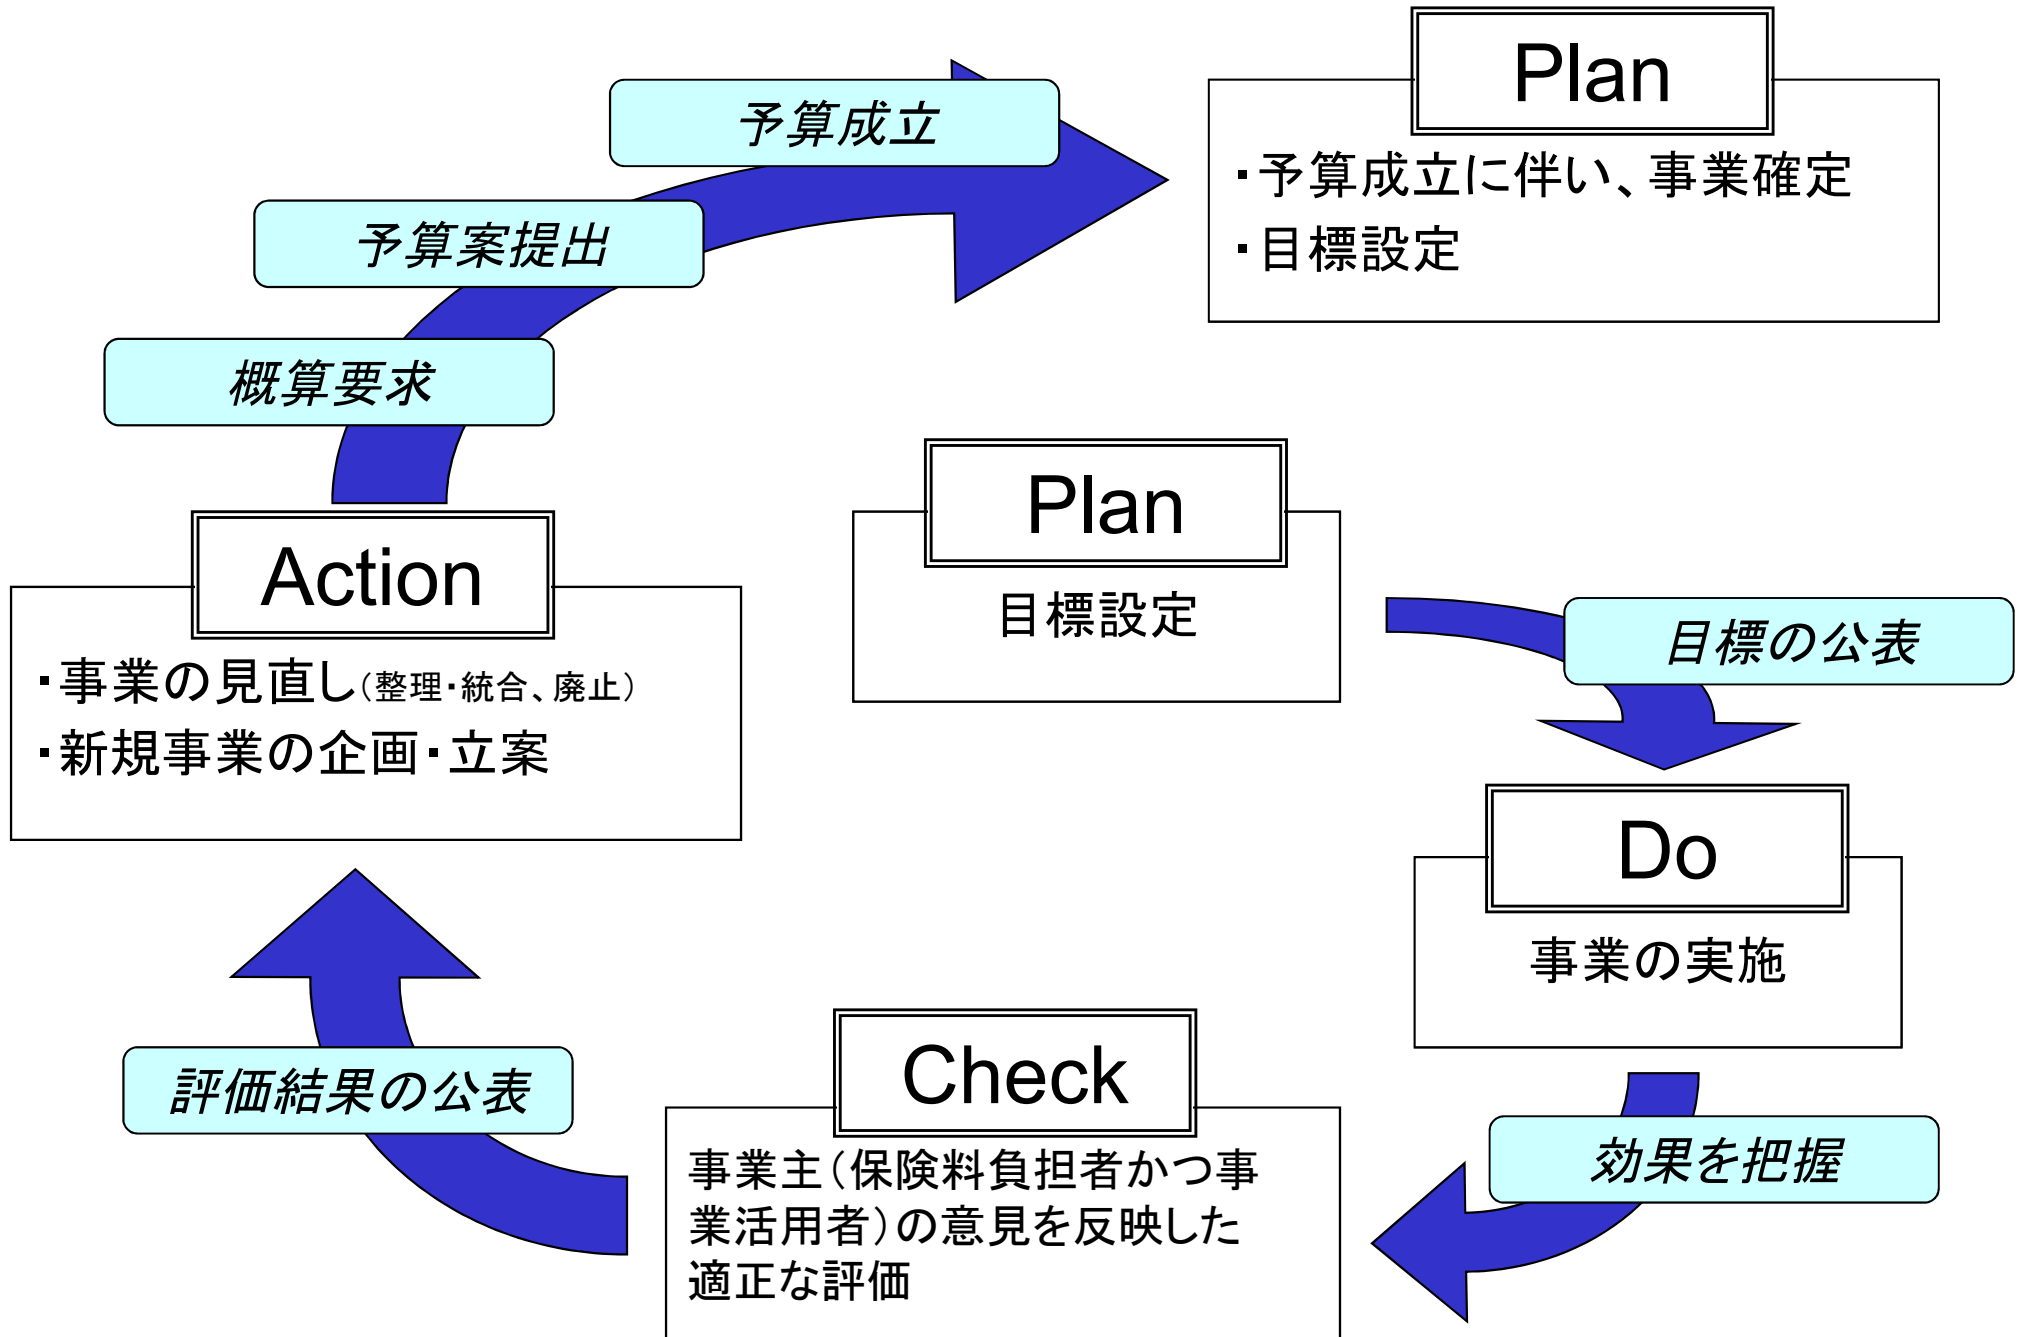 Plan
・予算成立に伴い、事業確定
・目標設定
予算成立
予算案提出
概算要求
Action
・事業の見直し（整理・統合、廃止）
・新規事業の企画・立案
Plan
目標設定
目標の公表
Do
事業の実施
効果を把握
Check
事業主（保険料負担者かつ事
業活用者）の意見を反映した
適正な評価
評価結果の公表